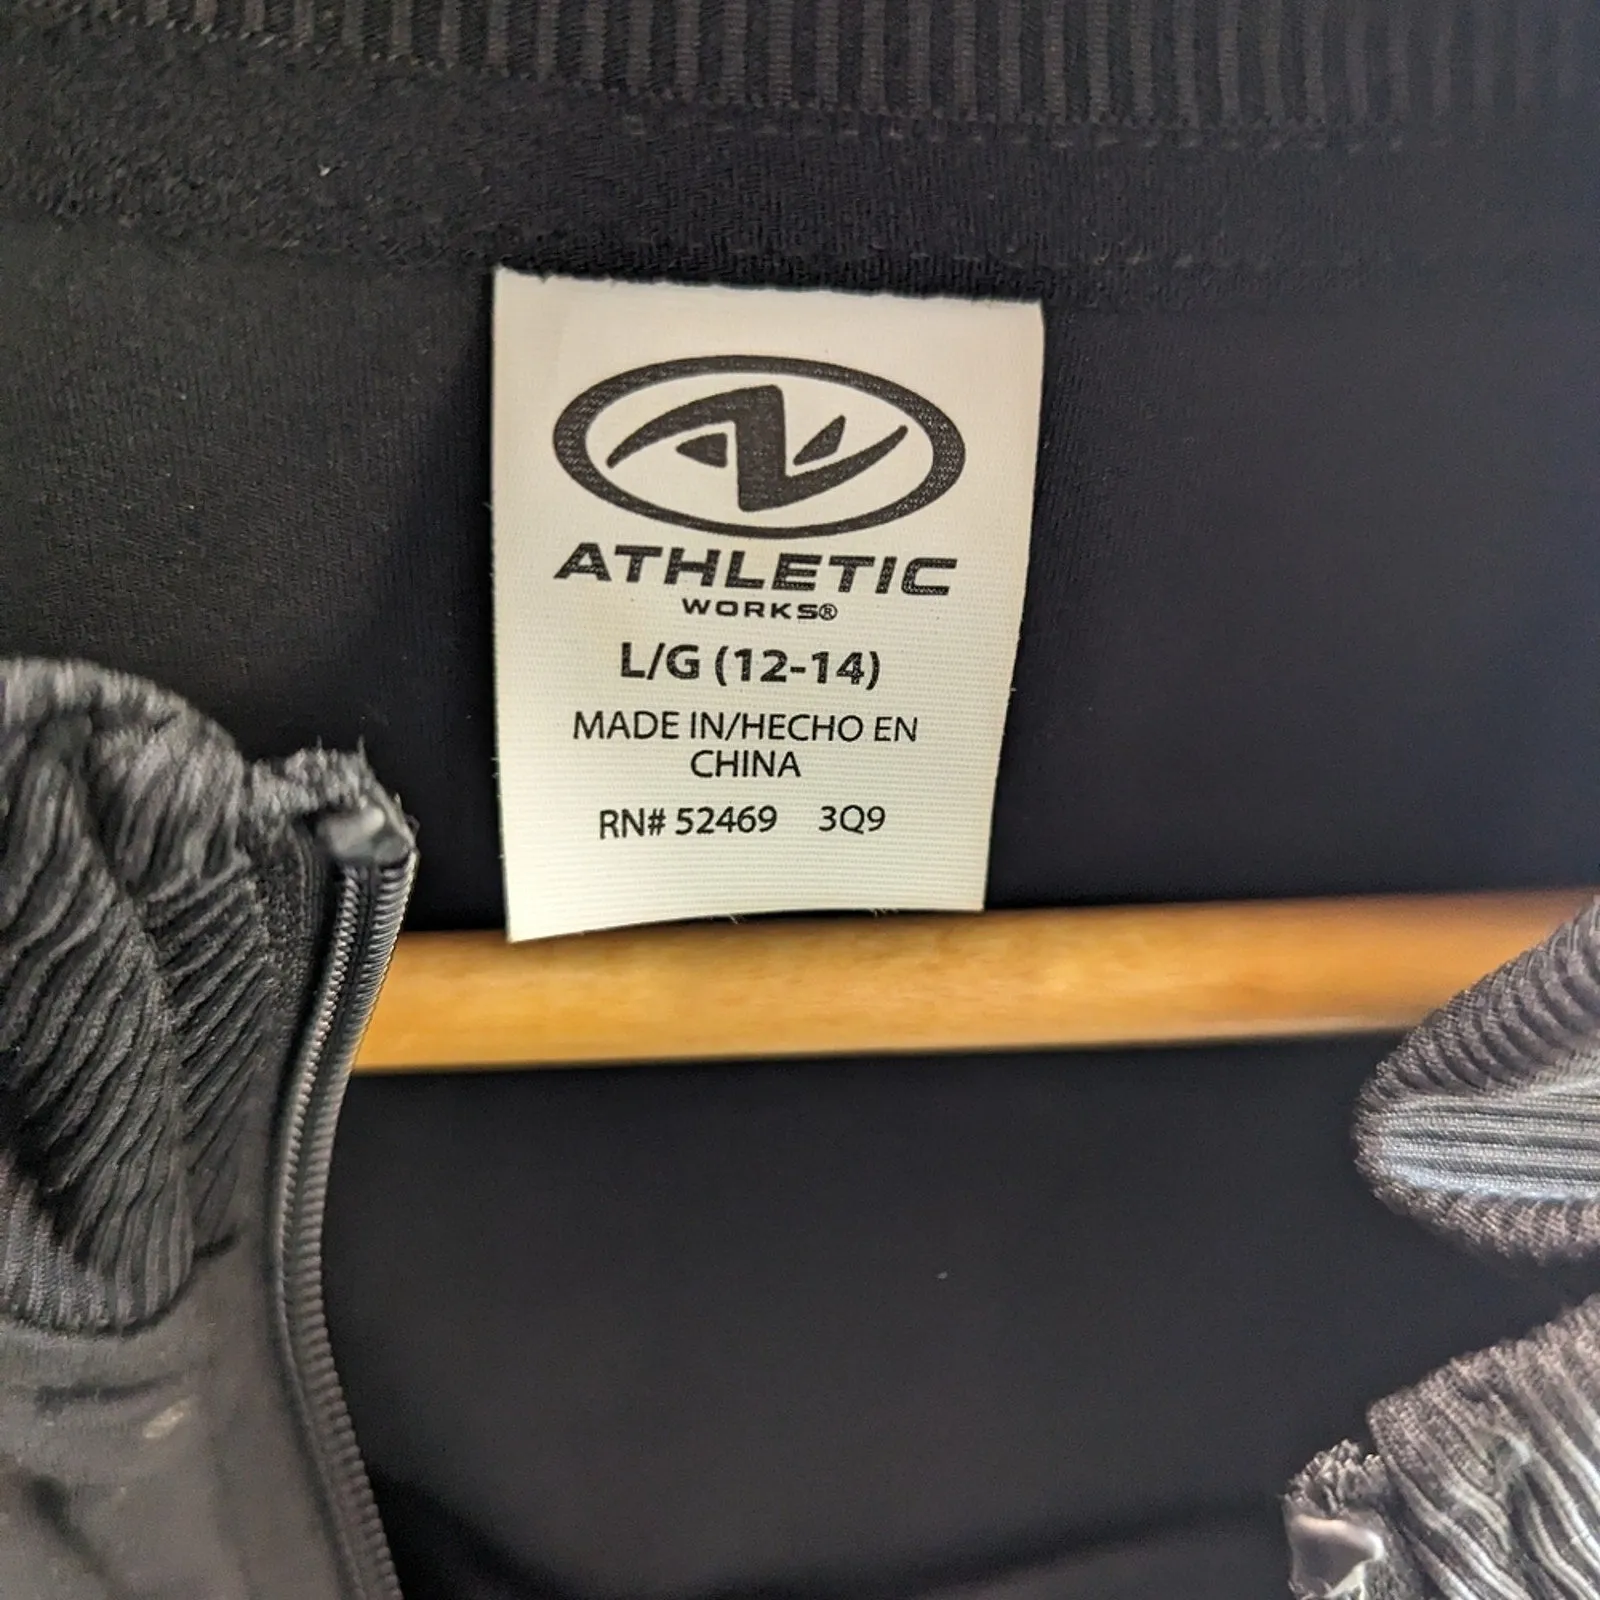 ATHLETIC
WORKS®
L/G (12-14)
MADE IN/HECHO EN
CHINA
RN# 52469 3Q9